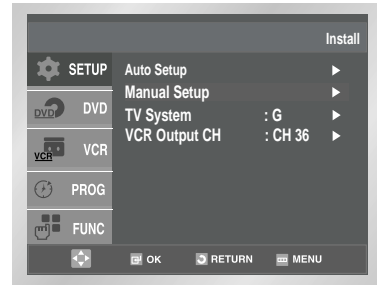 Install
SETUP
DVD DVD
VCR VCR
PROG
FUNC
Auto Setup
Manual Setup
TV System : G
VCR Output CH : CH 36
OK RETURN MENU